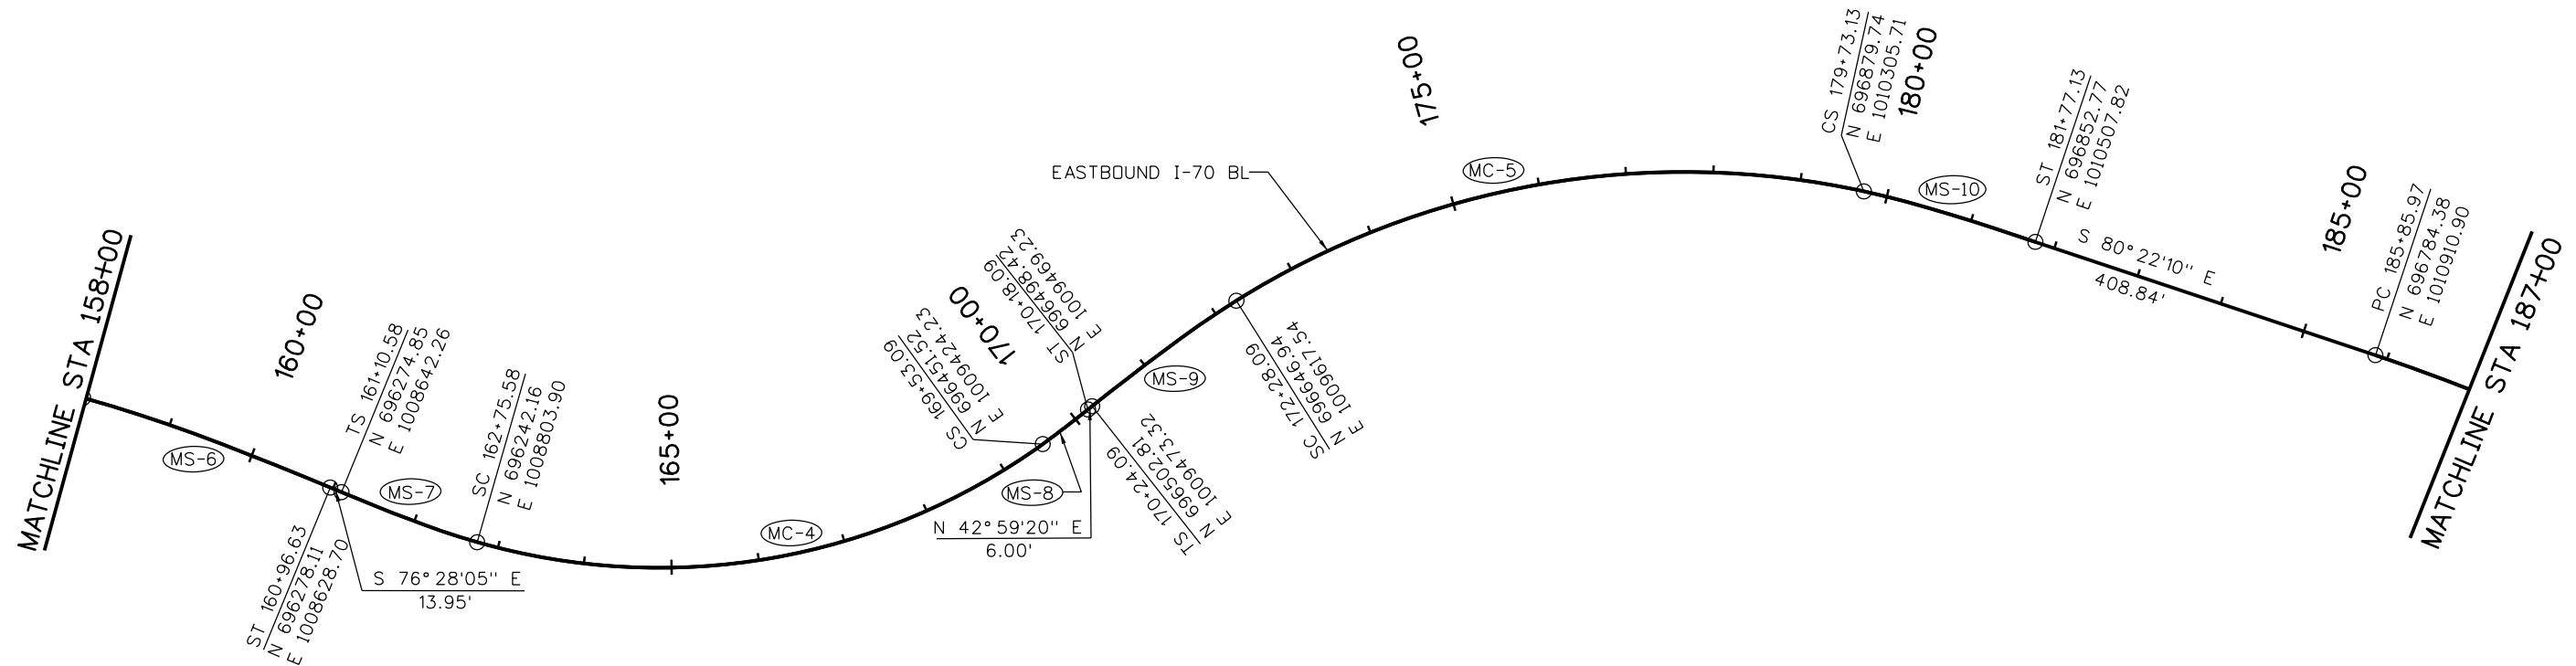 MATCHLINE STA 158+00
MS-6
160+00
ST 160+96.63
N 696278.11
E 1008628.70
TS 161+10.58
N 696274.85
E 1008642.26
S 76°28'05" E
13.95'
MS-7
SC 162+75.58
N 696242.16
E 1008803.90
165+00
MC-4
CS 169+53.09
N 696451.52
E 1009424.23
170+00
MS-8
N 42°59'20" E
6.00'
ST 170+18.09
N 696498.42
E 1009469.23
TS 170+24.09
N 696502.81
E 1009473.32
MS-9
SC 172+28.09
N 696646.94
E 1009617.54
EASTBOUND I-70 BL
175+00
MC-5
CS 179+73.13
N 696879.74
E 1010305.71
180+00
MS-10
ST 181+77.13
N 696852.77
E 1010507.82
S 80°22'10" E
408.84'
185+00
PC 185+85.97
N 696784.38
E 1010910.90
MATCHLINE STA 187+00